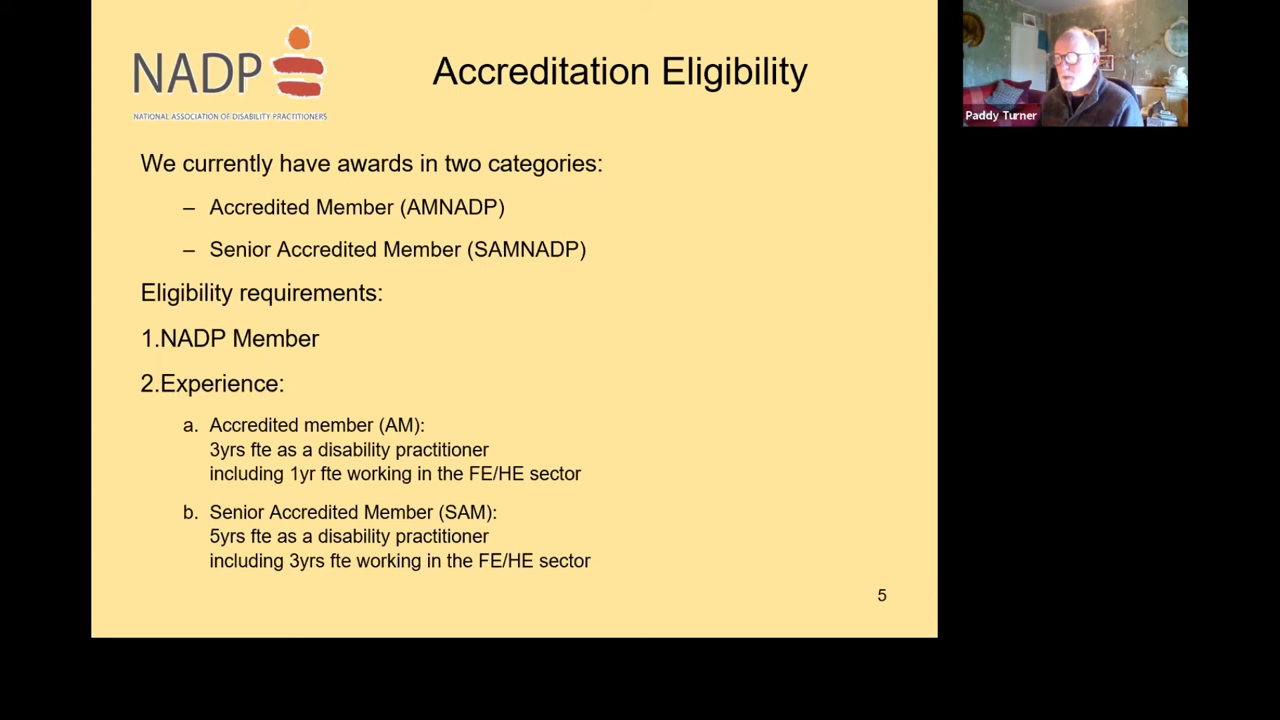 NADP
NATIONAL ASSOCIATION OF DISABILITY PRACTITIONERS
Accreditation Eligibility
Paddy Turner
We currently have awards in two categories:
– Accredited Member (AMNADP)
– Senior Accredited Member (SAMNADP)
Eligibility requirements:
1.NADP Member
2.Experience:
a. Accredited member (AM):
3yrs fte as a disability practitioner
including 1yr fte working in the FE/HE sector
b. Senior Accredited Member (SAM):
5yrs fte as a disability practitioner
including 3yrs fte working in the FE/HE sector
5